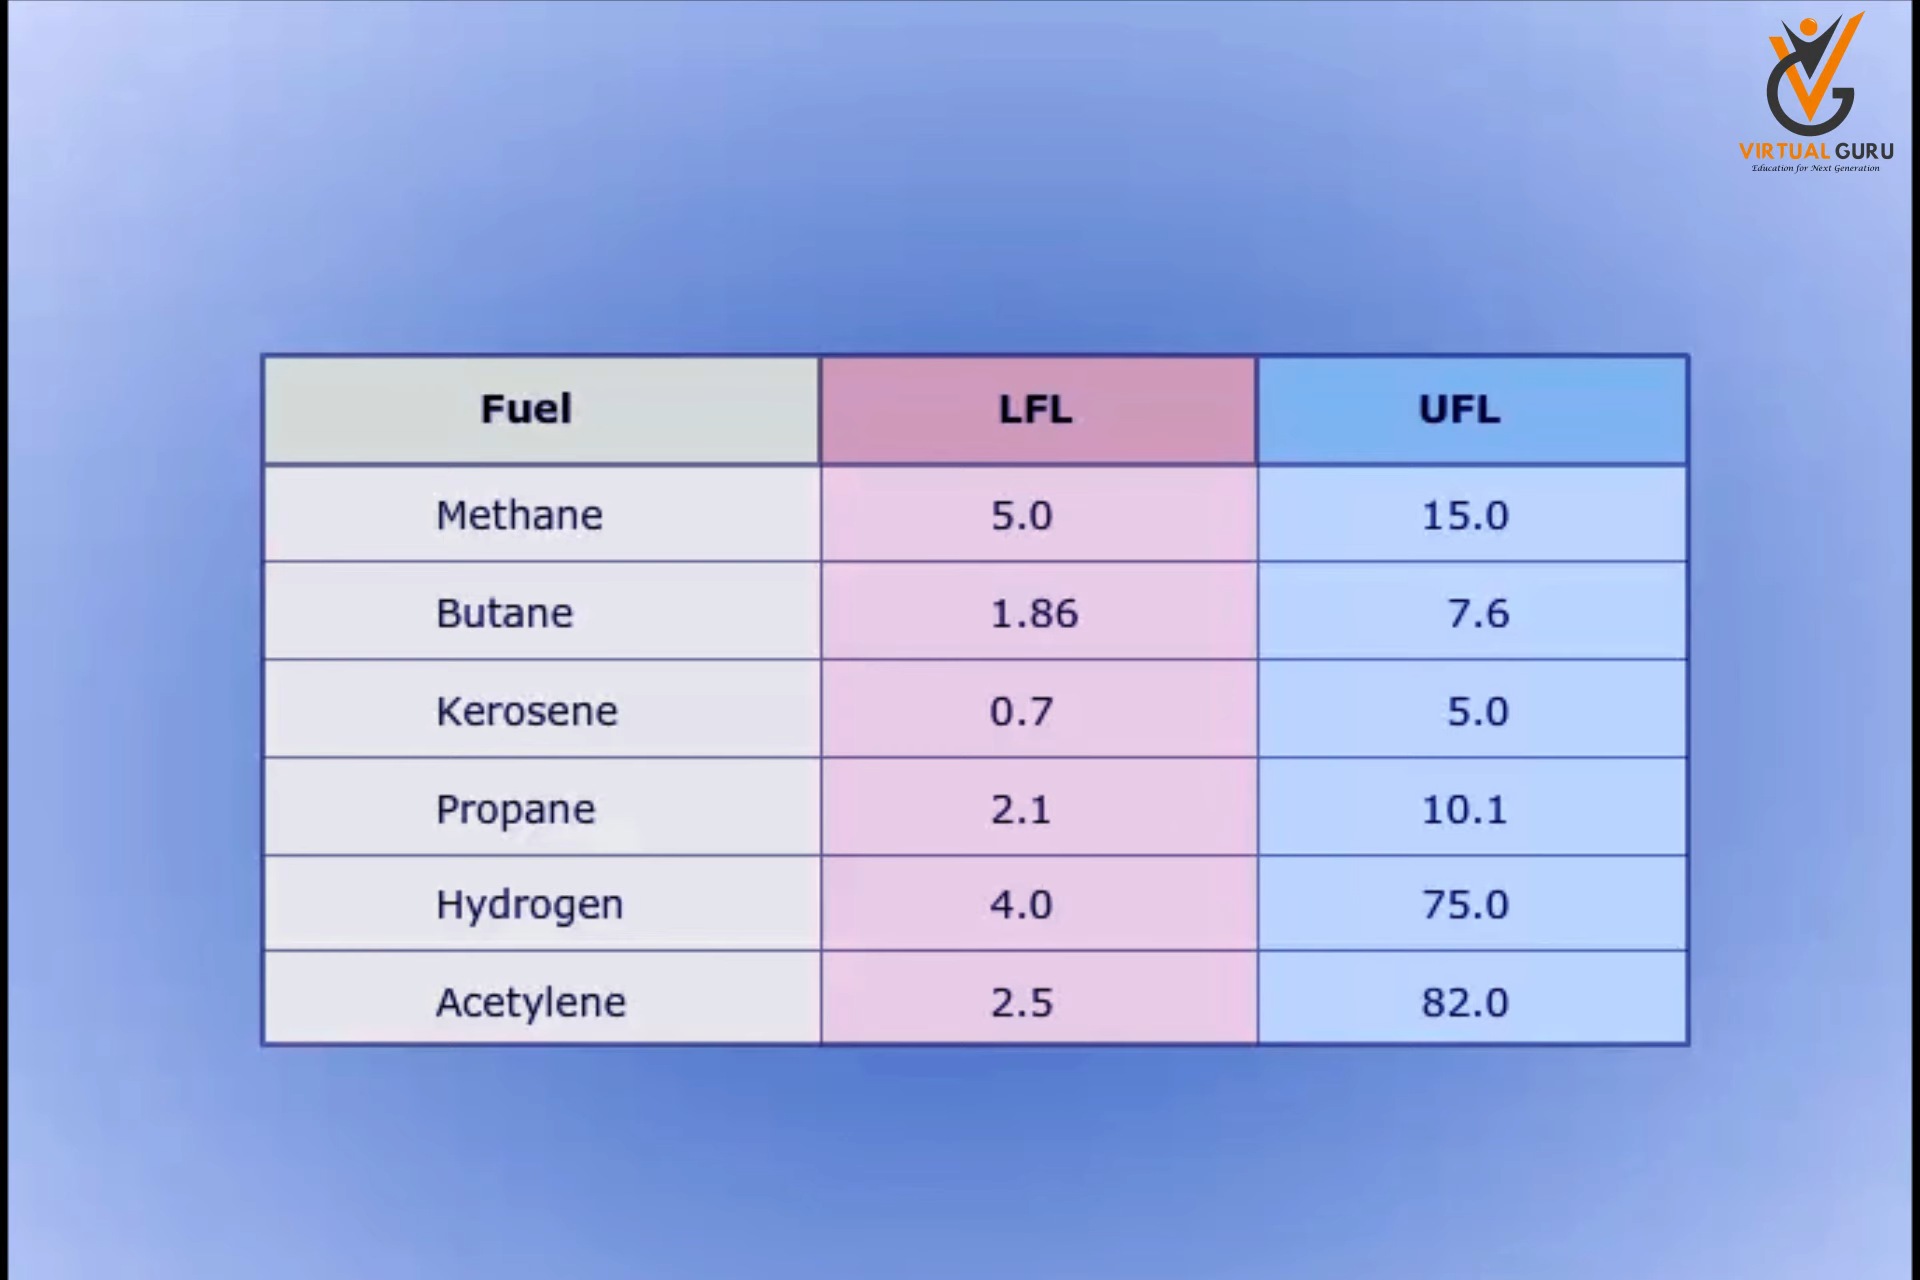 VIRTUAL GURU
Education for Next Generation
Fuel LFL UFL
Methane 5.0 15.0
Butane 1.86 7.6
Kerosene 0.7 5.0
Propane 2.1 10.1
Hydrogen 4.0 75.0
Acetylene 2.5 82.0